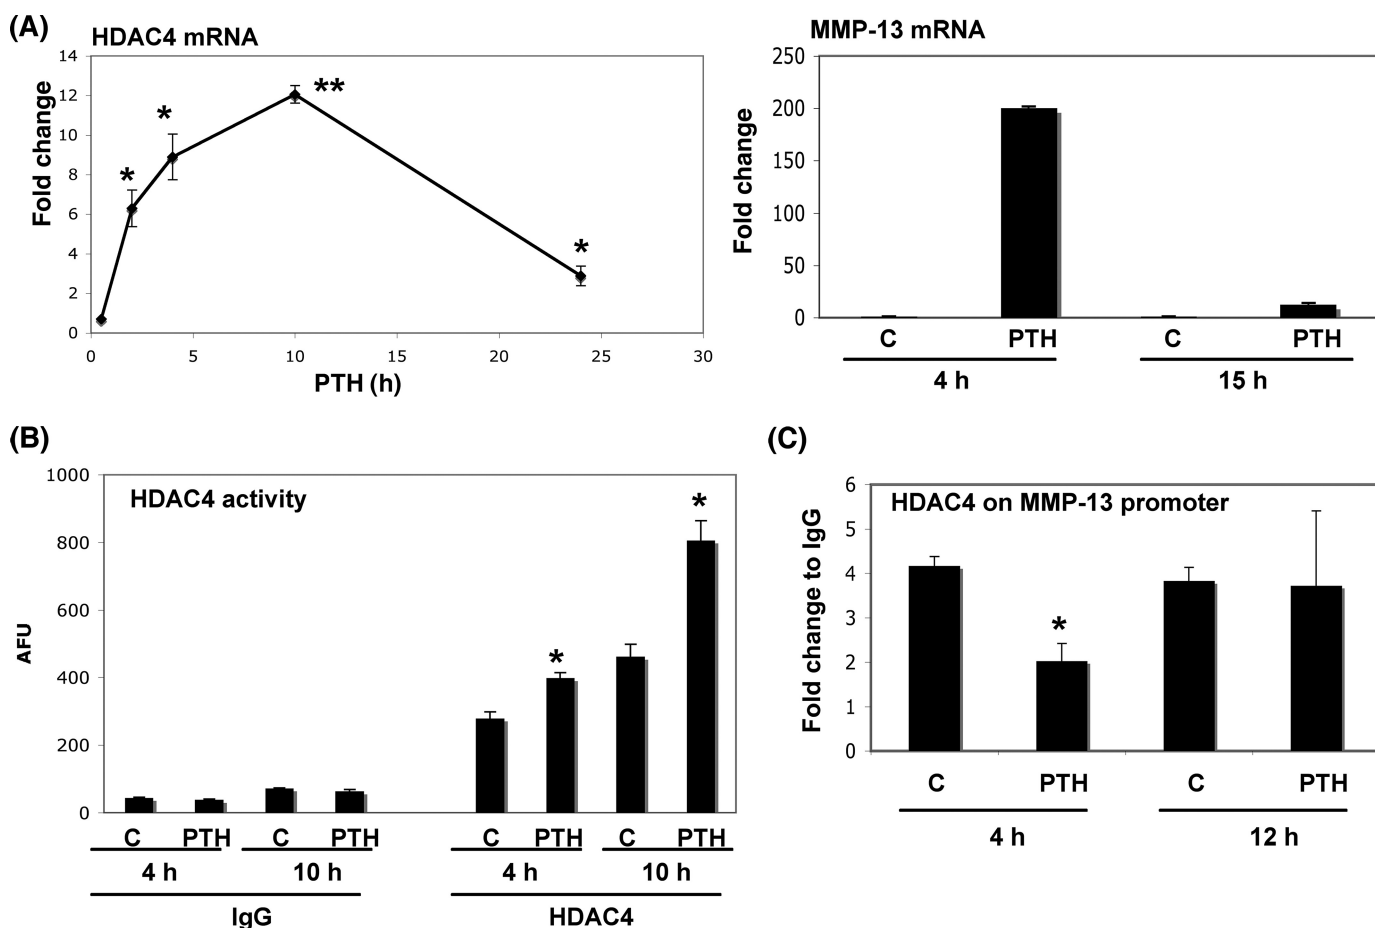 (A)
HDAC4 mRNA
Fold change
14
12
10
8
6
4
2
0
*
*
**
*
0 5 10 15 20 25 30
PTH (h)
MMP-13 mRNA
Fold change
250
200
150
100
50
0
C PTH C PTH
4 h 15 h
(B)
HDAC4 activity
AFU
1000
800
600
400
200
0
*
*
C PTH C PTH C PTH C PTH
4 h 10 h 4 h 10 h
IgG HDAC4
(C)
HDAC4 on MMP-13 promoter
Fold change to IgG
6
5
4
3
2
1
0
*
C PTH C PTH
4 h 12 h